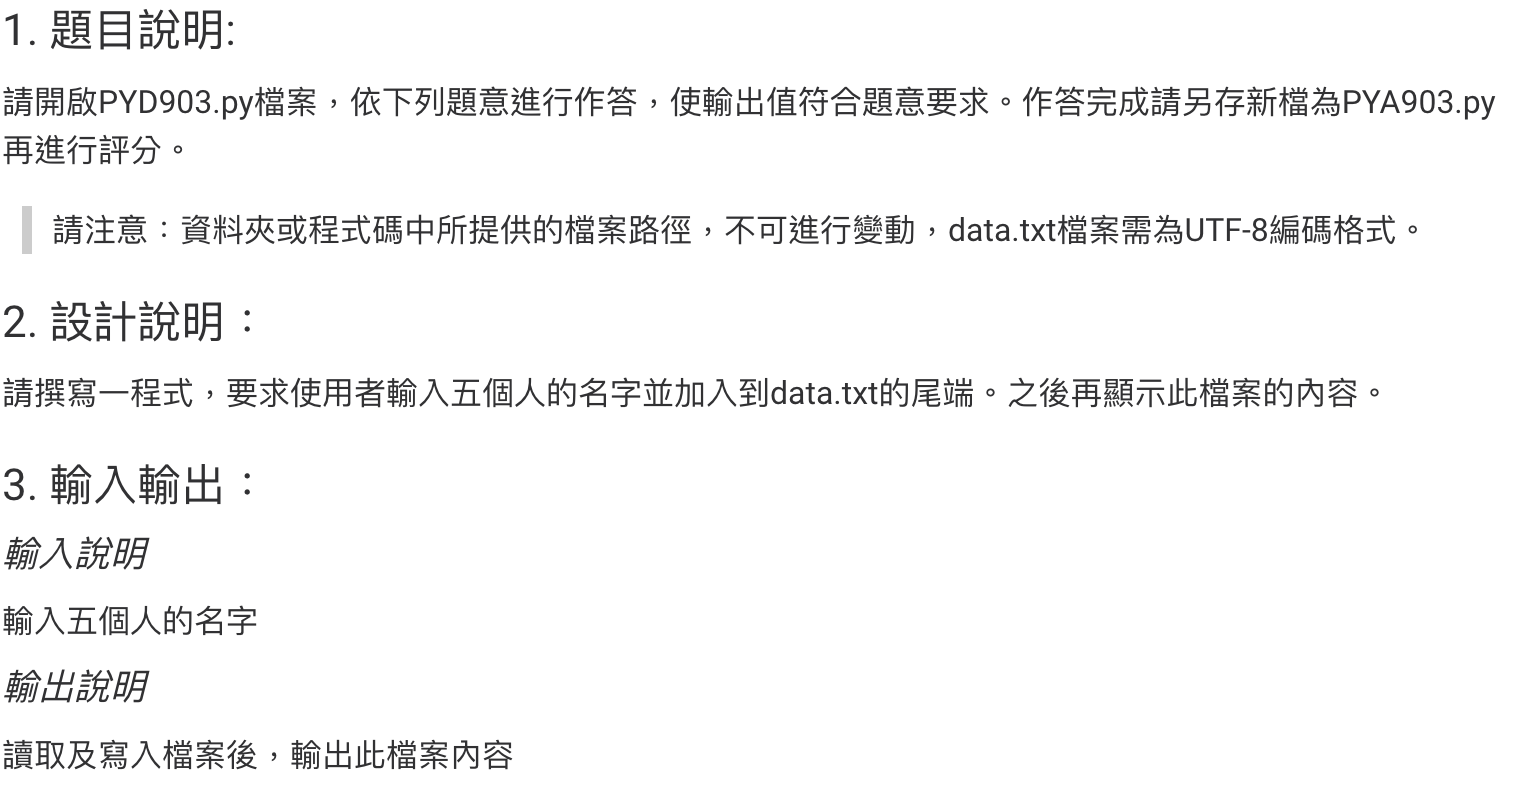 1. 題目說明:
請開啟PYD903.py檔案，依下列題意進行作答，使輸出值符合題意要求。作答完成請另存新檔為PYA903.py
再進行評分。
請注意：資料夾或程式碼中所提供的檔案路徑，不可進行變動，data.txt檔案需為UTF-8編碼格式。
2. 設計說明：
請撰寫一程式，要求使用者輸入五個人的名字並加入到data.txt的尾端。之後再顯示此檔案的內容。
3. 輸入輸出：
輸入說明
輸入五個人的名字
輸出說明
讀取及寫入檔案後，輸出此檔案內容